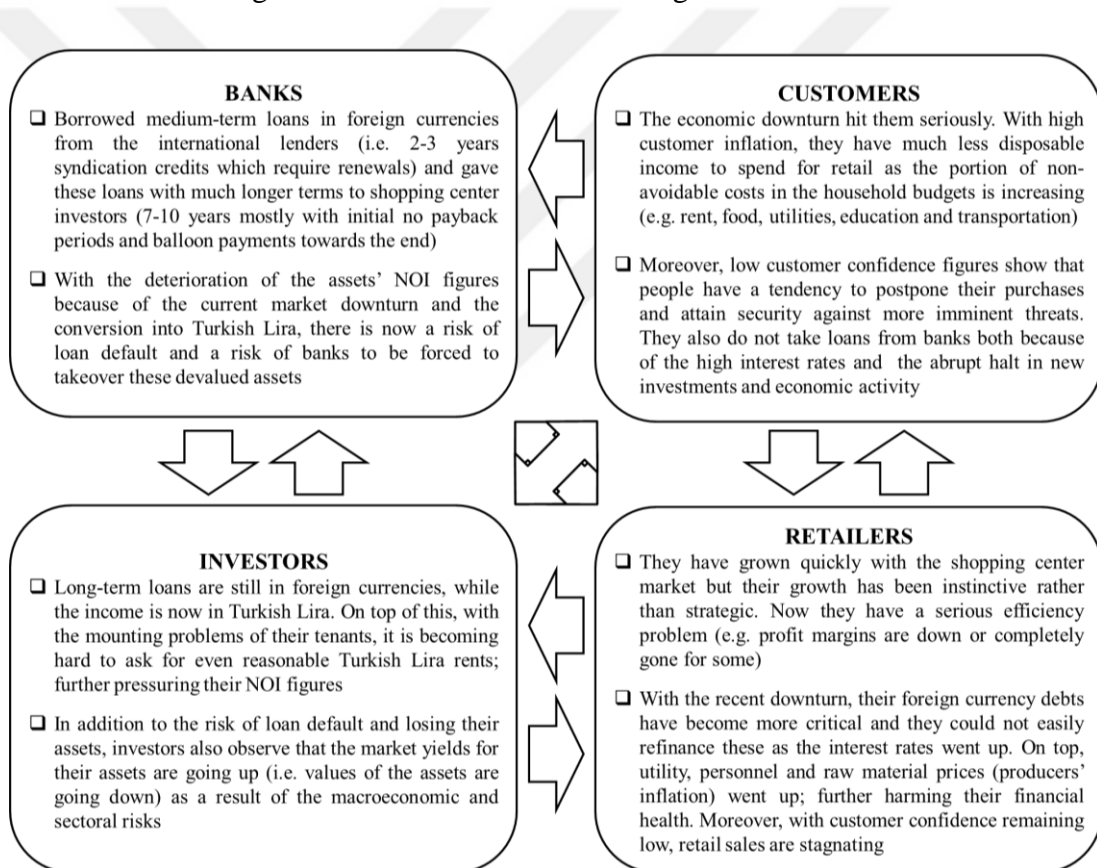 BANKS
❑ Borrowed medium-term loans in foreign currencies
from the international lenders (i.e. 2-3 years
syndication credits which require renewals) and gave
these loans with much longer terms to shopping center
investors (7-10 years mostly with initial no payback
periods and balloon payments towards the end)
❑ With the deterioration of the assets’ NOI figures
because of the current market downturn and the
conversion into Turkish Lira, there is now a risk of
loan default and a risk of banks to be forced to
takeover these devalued assets
CUSTOMERS
❑ The economic downturn hit them seriously. With high
customer inflation, they have much less disposable
income to spend for retail as the portion of non-
avoidable costs in the household budgets is increasing
(e.g. rent, food, utilities, education and transportation)
❑ Moreover, low customer confidence figures show that
people have a tendency to postpone their purchases
and attain security against more imminent threats.
They also do not take loans from banks both because
of the high interest rates and the abrupt halt in new
investments and economic activity
INVESTORS
❑ Long-term loans are still in foreign currencies, while
the income is now in Turkish Lira. On top of this, with
the mounting problems of their tenants, it is becoming
hard to ask for even reasonable Turkish Lira rents;
further pressuring their NOI figures
❑ In addition to the risk of loan default and losing their
assets, investors also observe that the market yields for
their assets are going up (i.e. values of the assets are
going down) as a result of the macroeconomic and
sectoral risks
RETAILERS
❑ They have grown quickly with the shopping center
market but their growth has been instinctive rather
than strategic. Now they have a serious efficiency
problem (e.g. profit margins are down or completely
gone for some)
❑ With the recent downturn, their foreign currency debts
have become more critical and they could not easily
refinance these as the interest rates went up. On top,
utility, personnel and raw material prices (producers’
inflation) went up; further harming their financial
health. Moreover, with customer confidence remaining
low, retail sales are stagnating